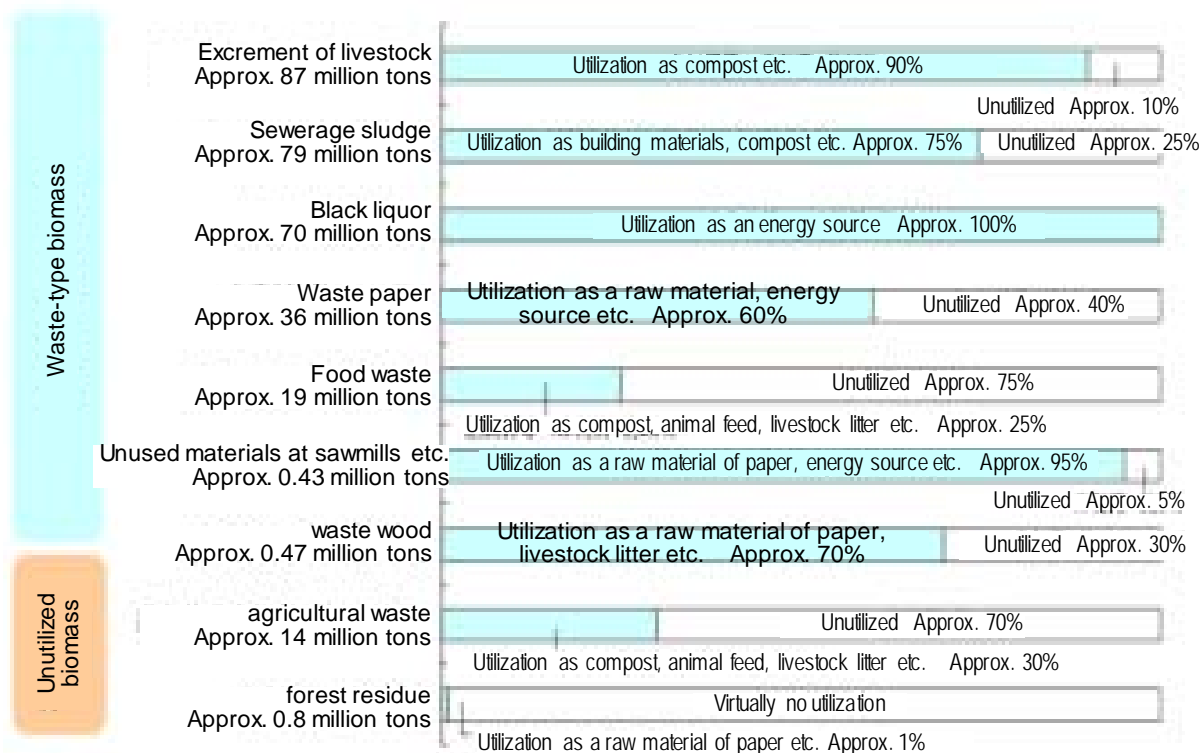 Waste-type biomass
Excrement of livestock
Approx. 87 million tons
Utilization as compost etc. Approx. 90%
Unutilized Approx. 10%
Sewerage sludge
Approx. 79 million tons
Utilization as building materials, compost etc. Approx. 75%
Unutilized Approx. 25%
Black liquor
Approx. 70 million tons
Utilization as an energy source Approx. 100%
Waste paper
Approx. 36 million tons
Utilization as a raw material, energy
source etc. Approx. 60%
Unutilized Approx. 40%
Food waste
Approx. 19 million tons
Unutilized Approx. 75%
Utilization as compost, animal feed, livestock litter etc. Approx. 25%
Unused materials at sawmills etc.
Approx. 0.43 million tons
Utilization as a raw material of paper, energy source etc. Approx. 95%
Unutilized Approx. 5%
waste wood
Approx. 0.47 million tons
Utilization as a raw material of paper,
livestock litter etc. Approx. 70%
Unutilized Approx. 30%
Unutilized
biomass
agricultural waste
Approx. 14 million tons
Unutilized Approx. 70%
Utilization as compost, animal feed, livestock litter etc. Approx. 30%
forest residue
Approx. 0.8 million tons
Virtually no utilization
Utilization as a raw material of paper etc. Approx. 1%